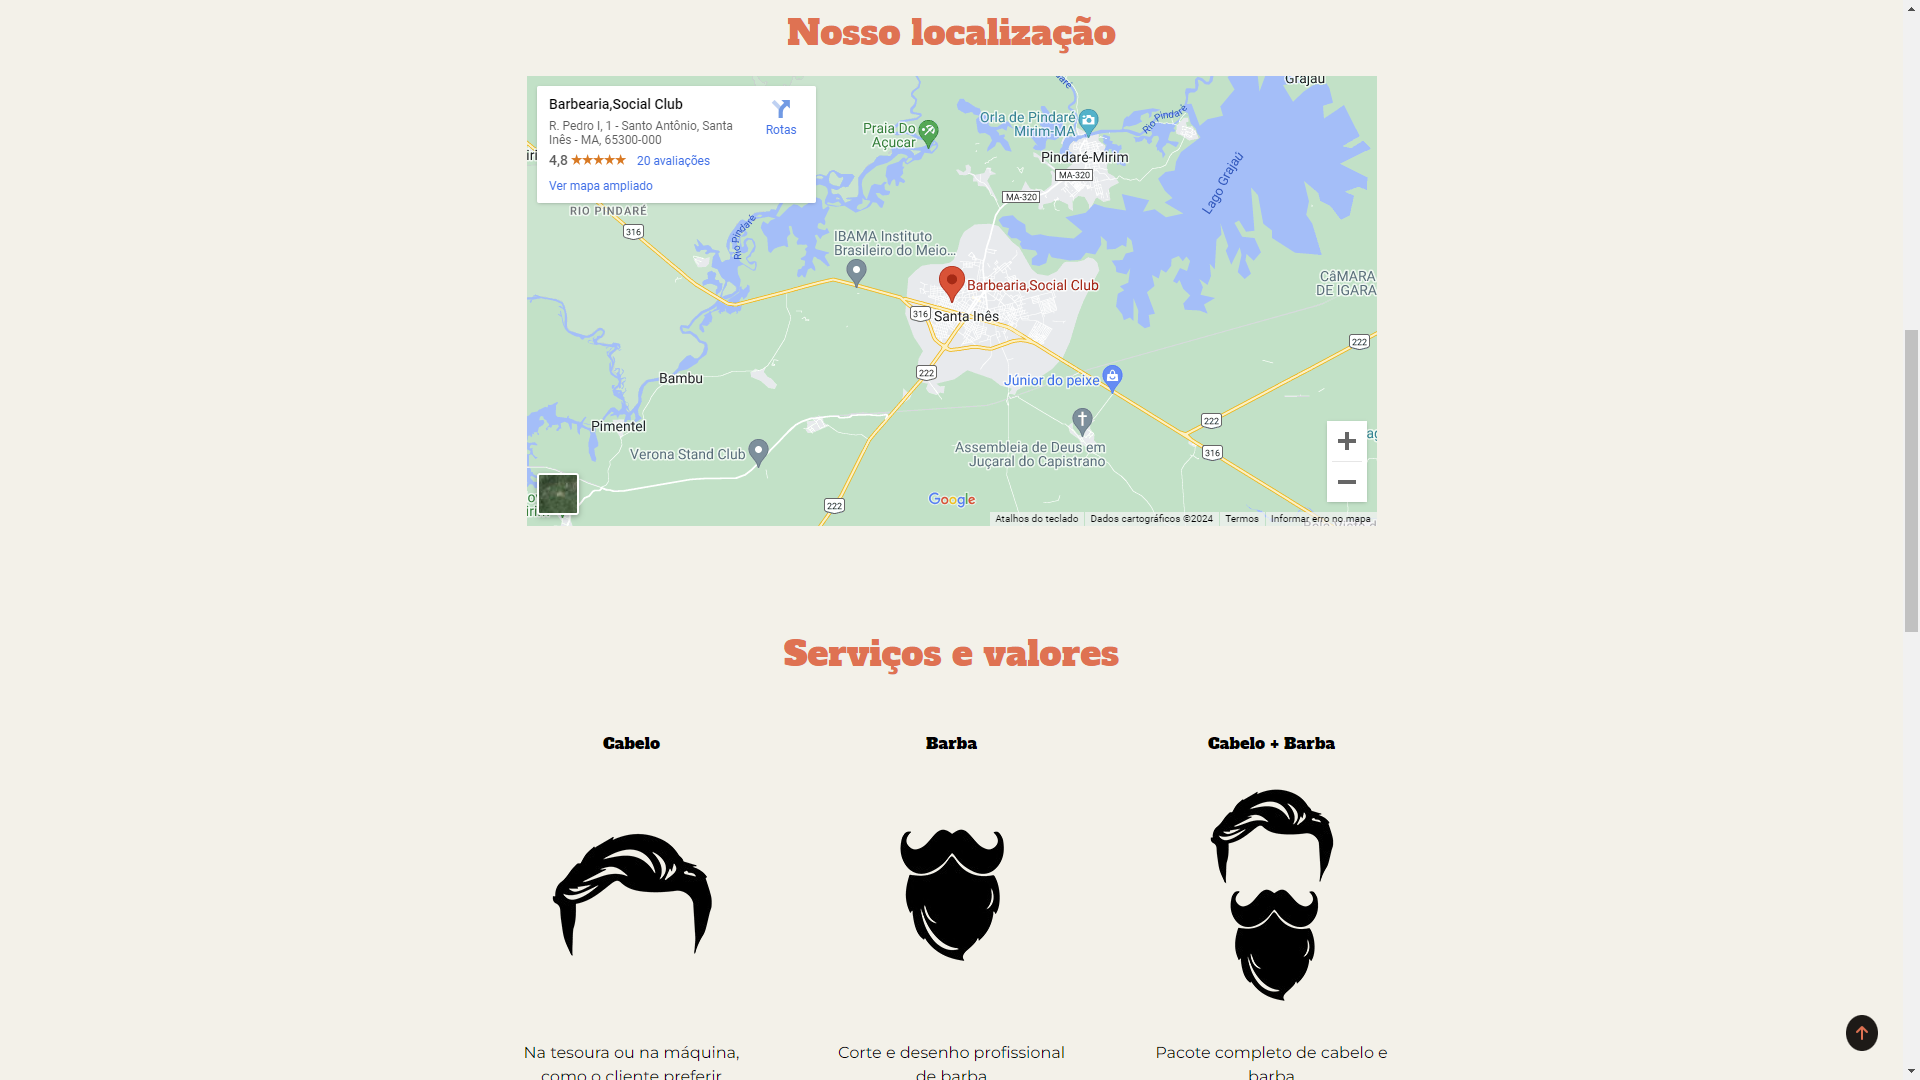 Nosso localização
Grajaú
Barbearia,Social Club
R. Pedro I, 1 - Santo Antônio, Santa
Inês - MA, 65300-000
4,8
20 avaliações
Ver mapa ampliado
Rotas
RIO PINDARÉ
316
Rio Pindaré
Praia Do
Açucar
Orla de Pindaré
Mirim-MA
Rio Pindaré
Pindaré-Mirim
MA-320
MA-320
Lago Grajaú
IBAMA Instituto
Brasileiro do Meio...
CâMARA
DE IGARA
Barbearia,Social Club
316
Santa Inês
222
222
Júnior do peixe
Bambu
222
316
Pimentel
Verona Stand Club
Assembleia de Deus em
Juçaral do Capistrano
222
Google
Atalhos do teclado
Dados cartográficos ©2024
Termos
Informar erro no mapa
Serviços e valores
Cabelo
Barba
Cabelo + Barba
Na tesoura ou na máquina,
como o cliente preferir
Corte e desenho profissional
de barba
Pacote completo de cabelo e
barba